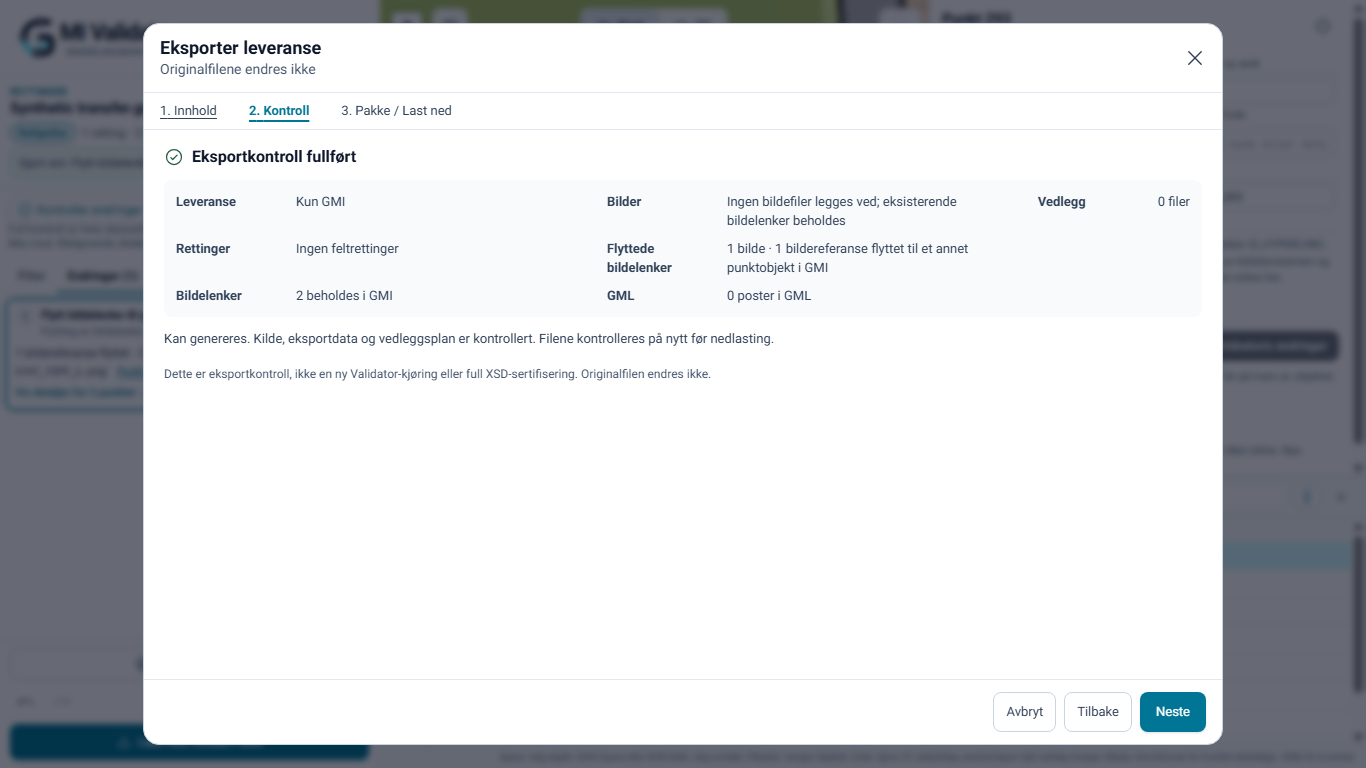 Eksporter leveranse
Originalfilene endres ikke
1. Innhold
2. Kontroll
3. Pakke / Last ned
Eksportkontroll fullført
Leveranse
Kun GMI
Bilder
Ingen bildefiler legges ved; eksisterende
bildelenker beholdes
Vedlegg
0 filer
Rettinger
Ingen feltrettinger
Flyttede
bildelenker
1 bilde · 1 bildereferanse flyttet til et annet
punktobjekt i GMI
Bildelenker
2 beholdes i GMI
GML
0 poster i GML
Kan genereres. Kilde, eksportdata og vedleggsplan er kontrollert. Filene kontrolleres på nytt før nedlasting.
Dette er eksportkontroll, ikke en ny Validator-kjøring eller full XSD-sertifisering. Originalfilen endres ikke.
Avbryt
Tilbake
Neste